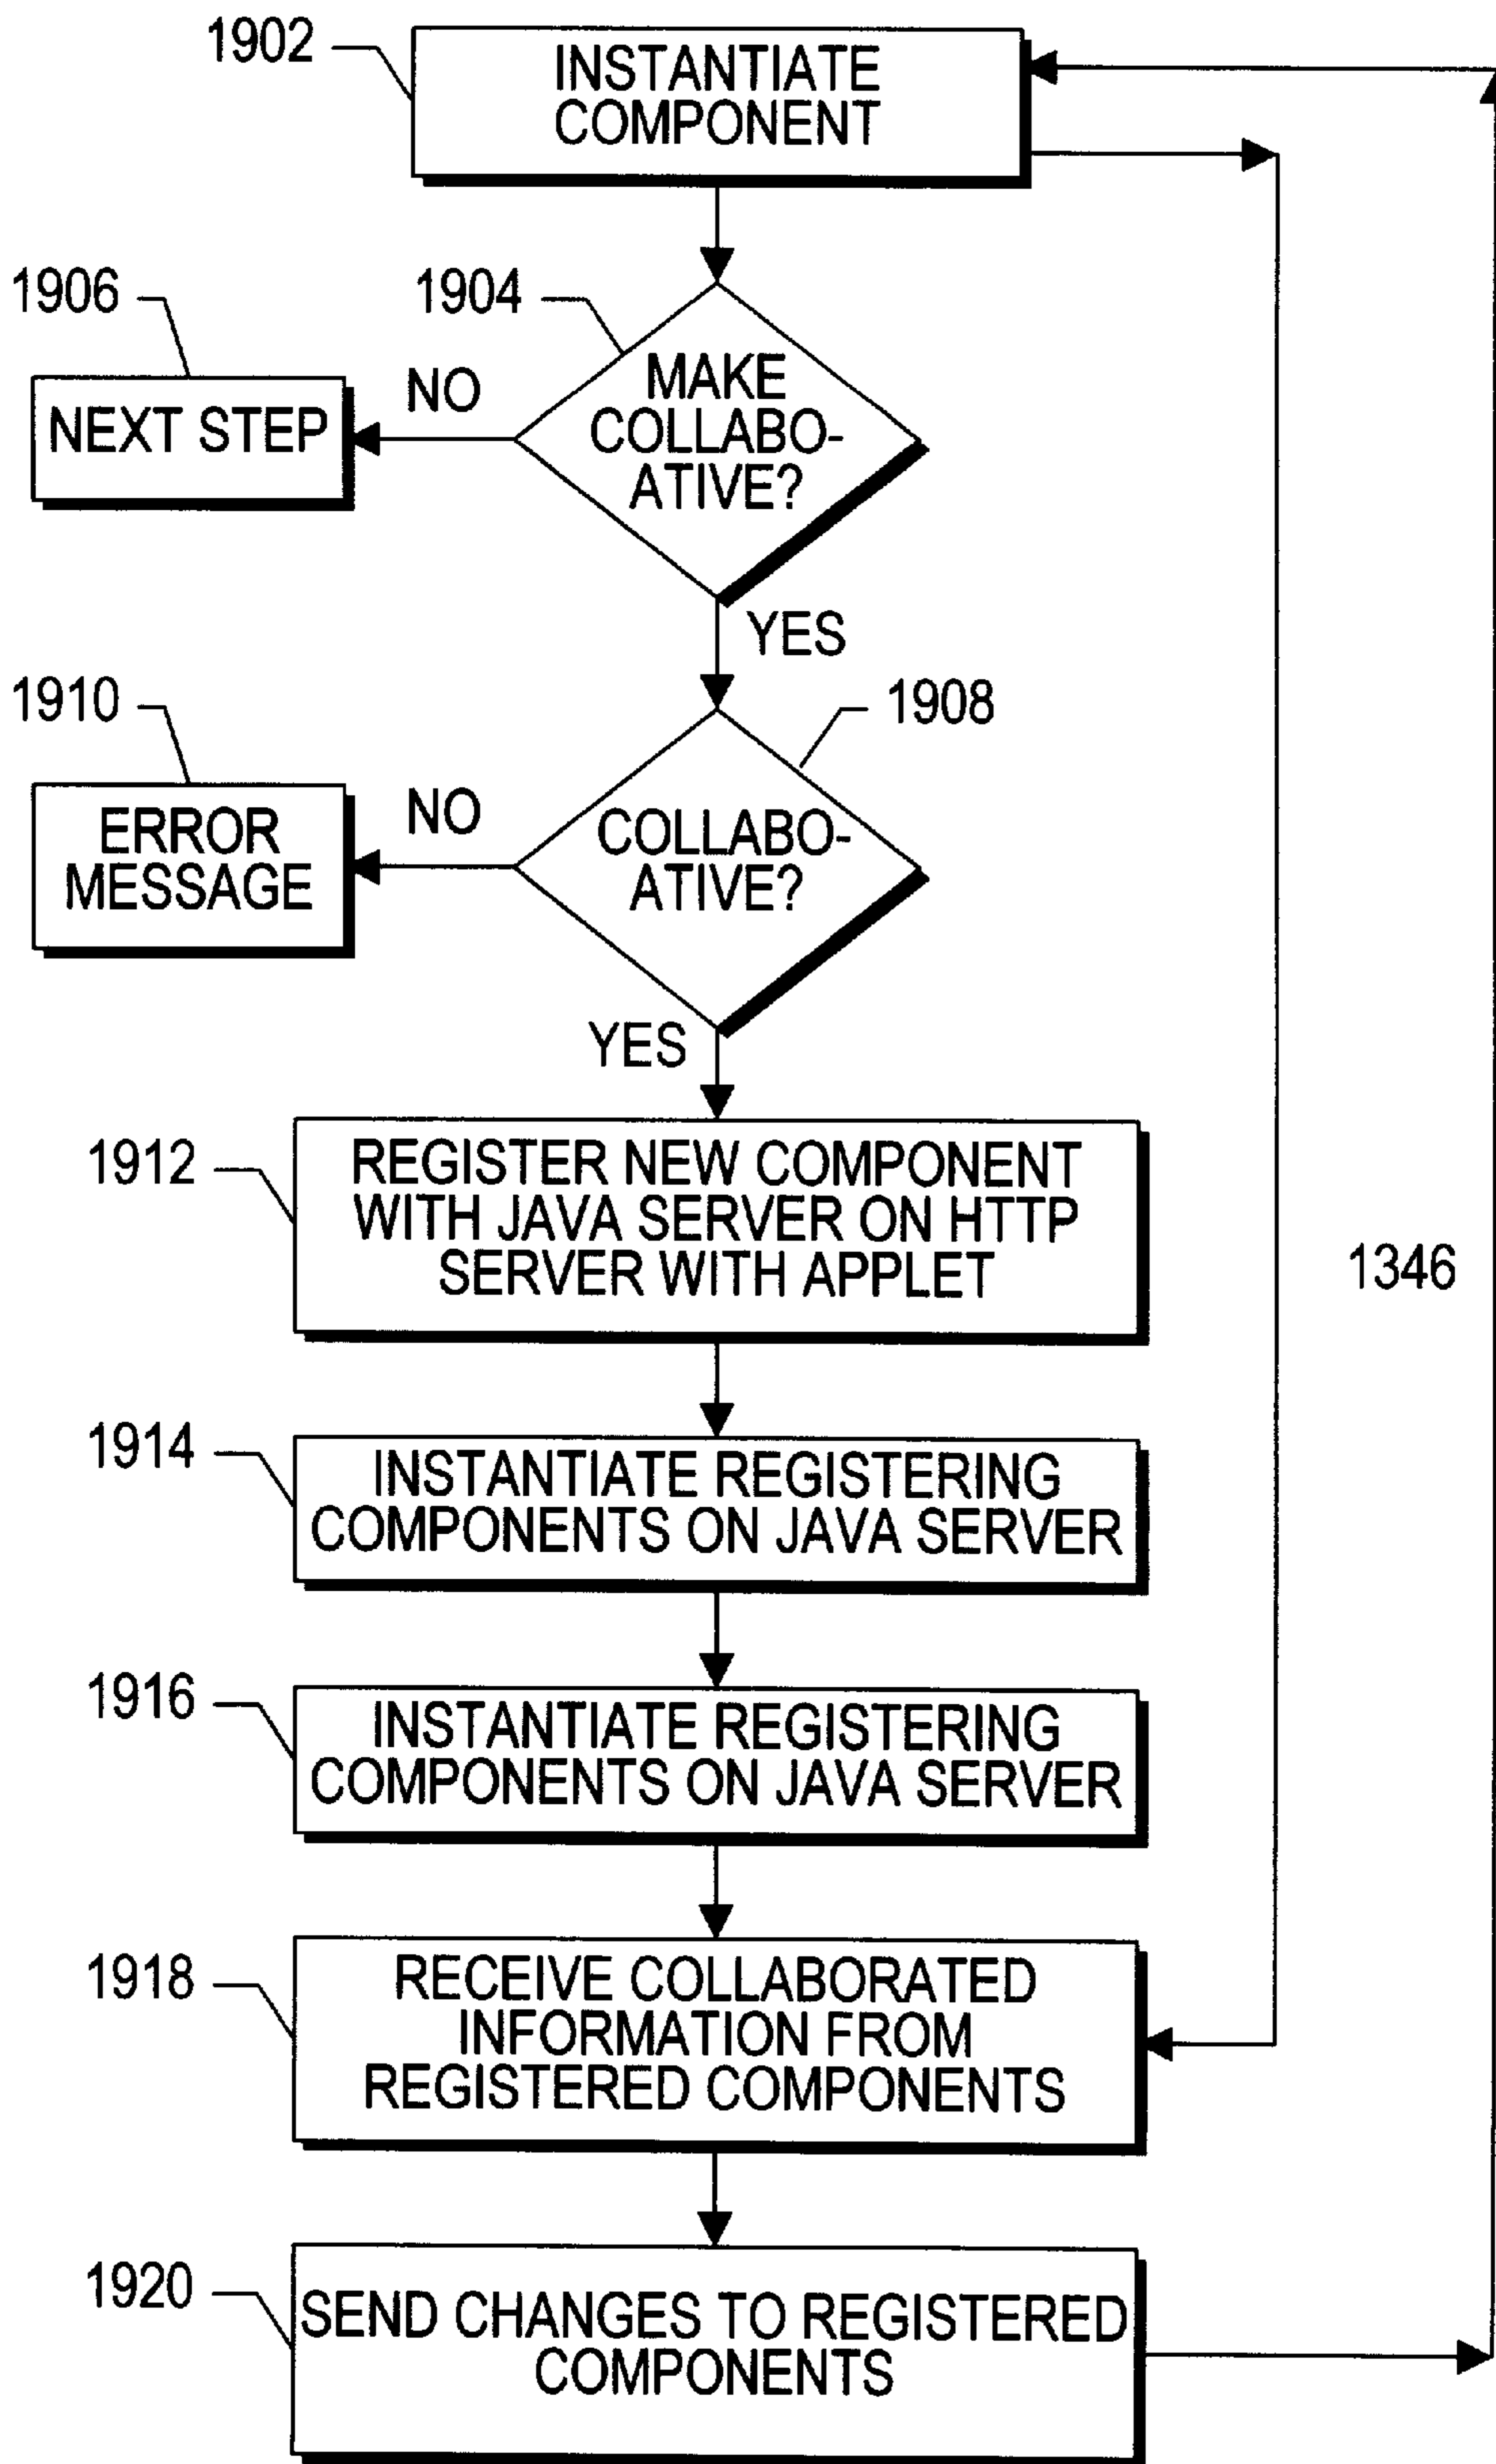 1902
INSTANTIATE
COMPONENT
1906
1904
NEXT STEP
NO
MAKE
COLLABO-
ATIVE?
YES
1910
1908
ERROR
MESSAGE
NO
COLLABO-
ATIVE?
YES
1912
REGISTER NEW COMPONENT
WITH JAVA SERVER ON HTTP
SERVER WITH APPLET
1346
1914
INSTANTIATE REGISTERING
COMPONENTS ON JAVA SERVER
1916
INSTANTIATE REGISTERING
COMPONENTS ON JAVA SERVER
1918
RECEIVE COLLABORATED
INFORMATION FROM
REGISTERED COMPONENTS
1920
SEND CHANGES TO REGISTERED
COMPONENTS